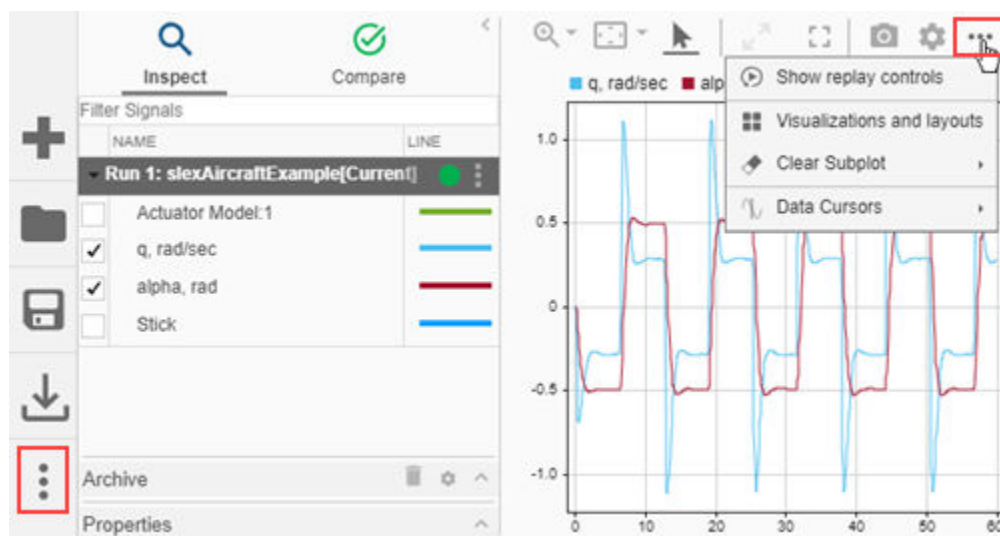 Inspect
Compare
Filter Signals
NAME
LINE
Run 1: slexAircraftExample[Current]
Actuator Model:1
q, rad/sec
alpha, rad
Stick
Archive
Properties
q, rad/sec
alp
Show replay controls
Visualizations and layouts
Clear Subplot
Data Cursors
1.0
0.5
0
-0.5
-1.0
0 10 20 30 40 50 60